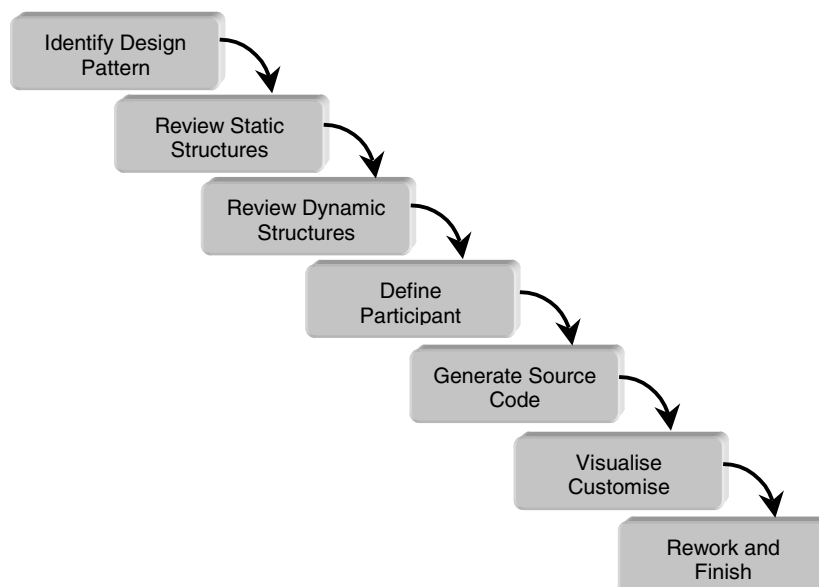 Identify Design
Pattern
Review Static
Structures
Review Dynamic
Structures
Define
Participant
Generate Source
Code
Visualise
Customise
Rework and
Finish